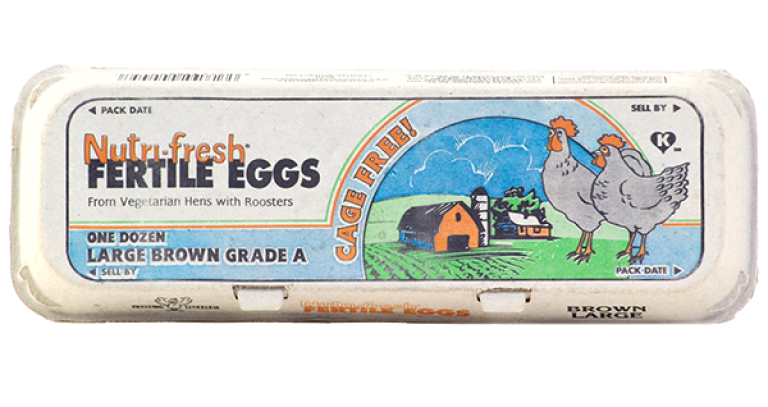 ◀ PACK DATE
SELL BY ▶
Nutri-fresh
FERTILE EGGS
From Vegetarian Hens with Roosters
CAGE FREE!
K
ONE DOZEN
LARGE BROWN GRADE A
◀ SELL BY
PACK DATE ▶
FERTILE EGGS
BROWN
LARGE